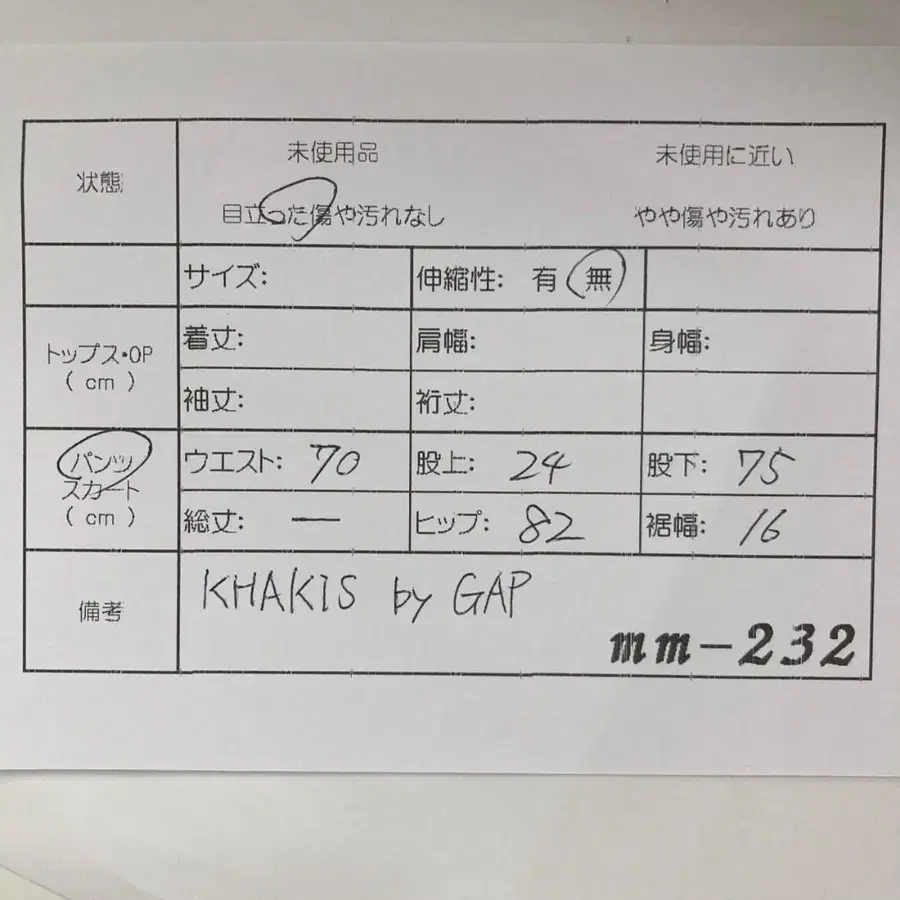 状態
未使用品 未使用に近い
目立った傷や汚れなし やや傷や汚れあり
サイズ: 伸縮性: 有 無
トップス・OP
( cm )
着丈: 肩幅: 身幅:
袖丈: 裄丈:
パンツ
スカート
( cm )
ウエスト: 70 股上: 24 股下: 75
総丈: — ヒップ: 82 裾幅: 16
備考
KHAKIS by GAP
mm-232